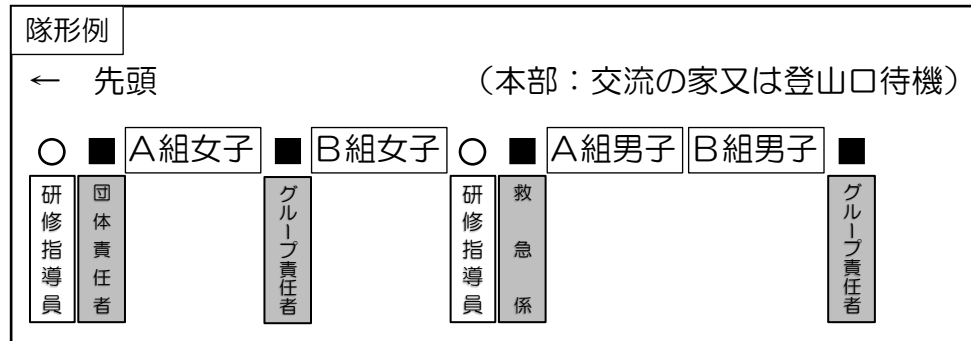 隊形例
← 先頭 (本部：交流の家又は登山口待機)
○ ■ A組女子 ■ B組女子 ○ ■ A組男子 B組男子 ■
研修指導員
団体責任者
グループ責任者
研修指導員
救急係
グループ責任者